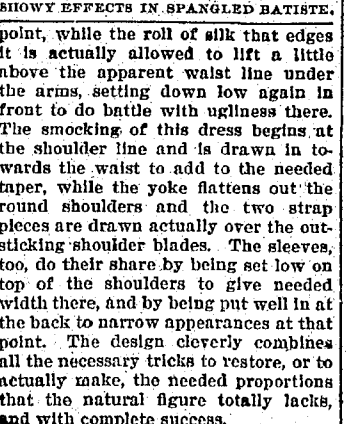 SHOWY EFFECTS IN SPANGLED BATISTE.
point, while the roll of silk that edges
it is actually allowed to lift a little
above the apparent waist line under
the arms, setting down low again in
front to do battle with ugliness there.
The smocking of this dress begins at
the shoulder line and is drawn in to-
wards the waist to add to the needed
taper, while the yoke flattens out the
round shoulders and the two strap
pieces are drawn actually over the out-
sticking shoulder blades. The sleeves,
too, do their share by being set low on
top of the shoulders to give needed
width there, and by being put well in at
the back to narrow appearances at that
point. The design cleverly combines
all the necessary tricks to restore, or to
actually make, the needed proportions
that the natural figure totally lacks,
and with complete success.